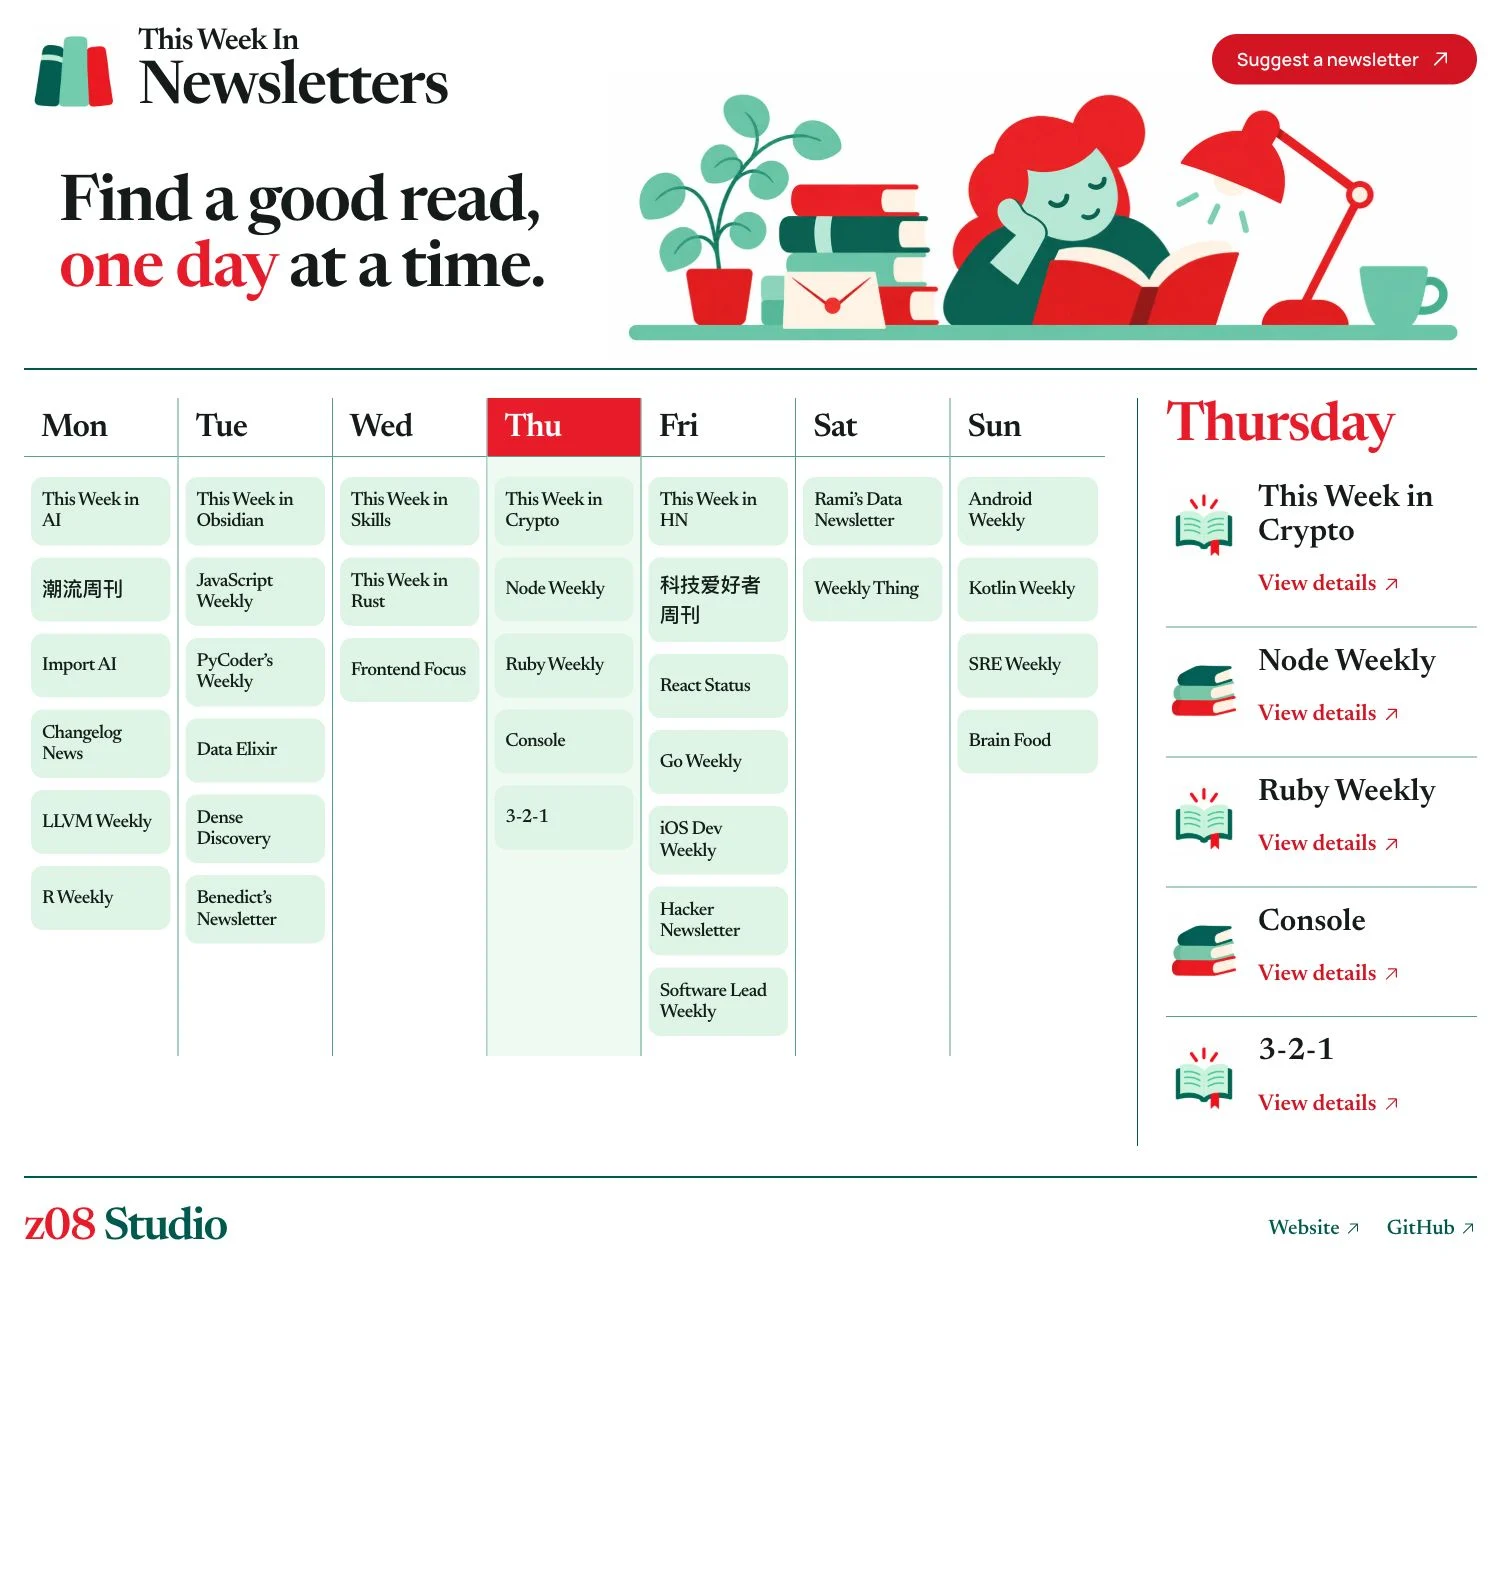 This Week In
Newsletters
Suggest a newsletter
Find a good read,
one day at a time.
Mon
Tue
Wed
Thu
Fri
Sat
Sun
This Week in
AI
潮流周刊
Import AI
Changelog
News
LLVM Weekly
R Weekly
This Week in
Obsidian
JavaScript
Weekly
PyCoder's
Weekly
Data Elixir
Dense
Discovery
Benedict's
Newsletter
This Week in
Skills
This Week in
Rust
Frontend Focus
This Week in
Crypto
Node Weekly
Ruby Weekly
Console
3-2-1
This Week in
HN
科技爱好者
周刊
React Status
Go Weekly
iOS Dev
Weekly
Hacker
Newsletter
Software Lead
Weekly
Rami's Data
Newsletter
Weekly Thing
Android
Weekly
Kotlin Weekly
SRE Weekly
Brain Food
Thursday
This Week in
Crypto
View details
Node Weekly
View details
Ruby Weekly
View details
Console
View details
3-2-1
View details
z08 Studio
Website
GitHub